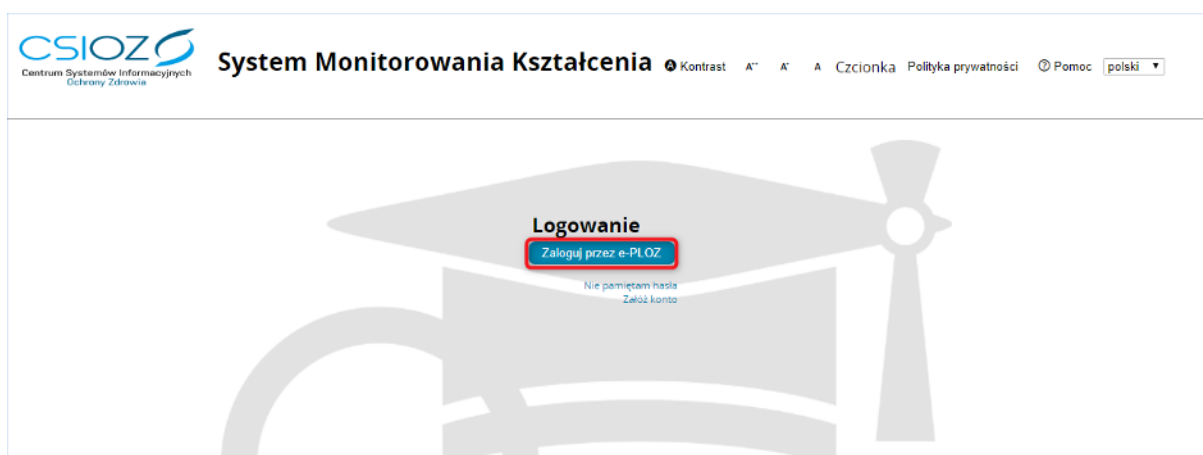 CSIOZ
Centrum Systemów Informacyjnych
Ochrony Zdrowia
System Monitorowania Kształcenia Kontrast A++ A+ A Czcionka Polityka prywatności Pomoc polski
Logowanie
Zaloguj przez e-PLOZ
Nie pamiętam hasła
Załóż konto